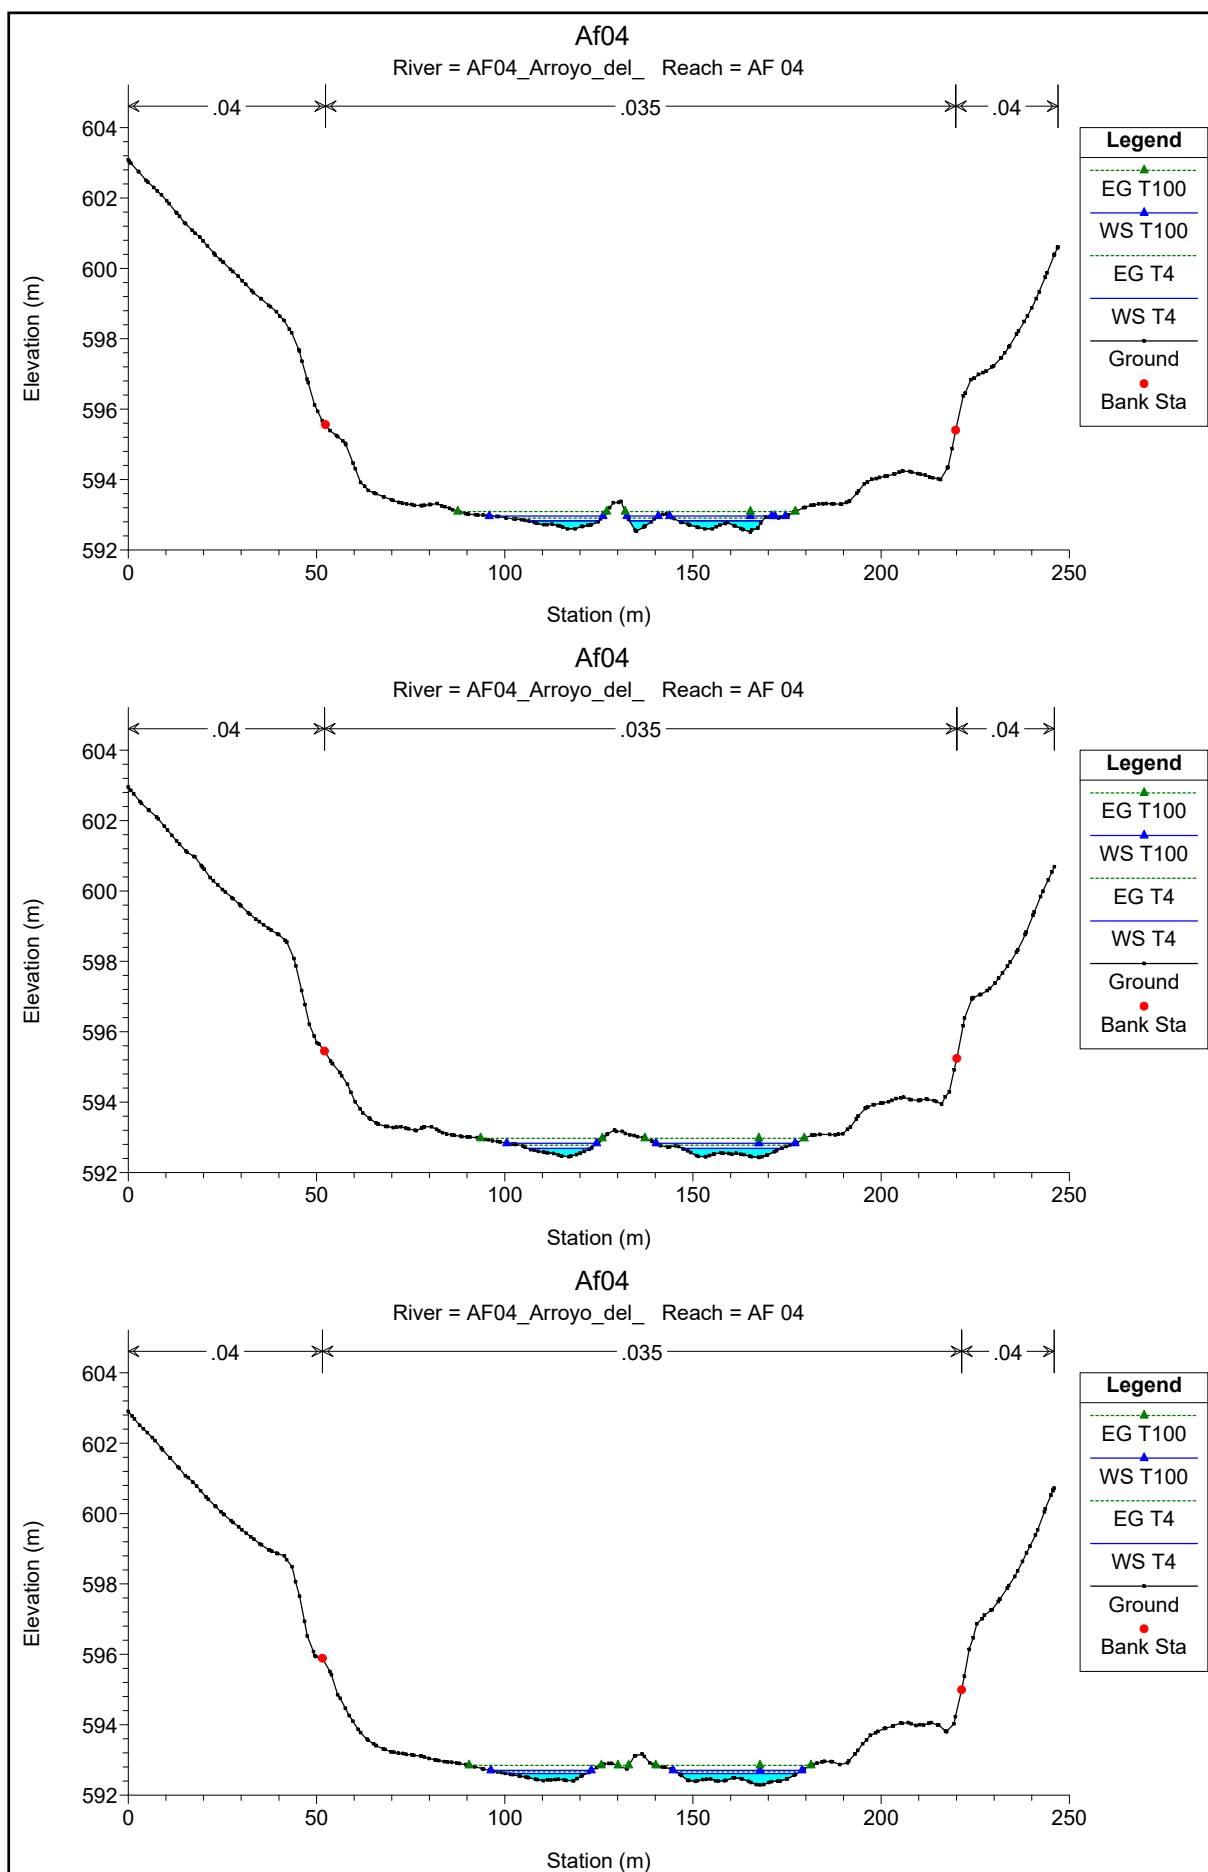 Af04
River = AF04_Arroyo_del_   Reach = AF 04
.04
.035
.04
604
602
600
598
596
594
592
Elevation (m)
0
50
100
150
200
250
Station (m)
Legend
EG T100
WS T100
EG T4
WS T4
Ground
Bank Sta
Af04
River = AF04_Arroyo_del_   Reach = AF 04
.04
.035
.04
604
602
600
598
596
594
592
Elevation (m)
0
50
100
150
200
250
Station (m)
Legend
EG T100
WS T100
EG T4
WS T4
Ground
Bank Sta
Af04
River = AF04_Arroyo_del_   Reach = AF 04
.04
.035
.04
604
602
600
598
596
594
592
Elevation (m)
0
50
100
150
200
250
Station (m)
Legend
EG T100
WS T100
EG T4
WS T4
Ground
Bank Sta